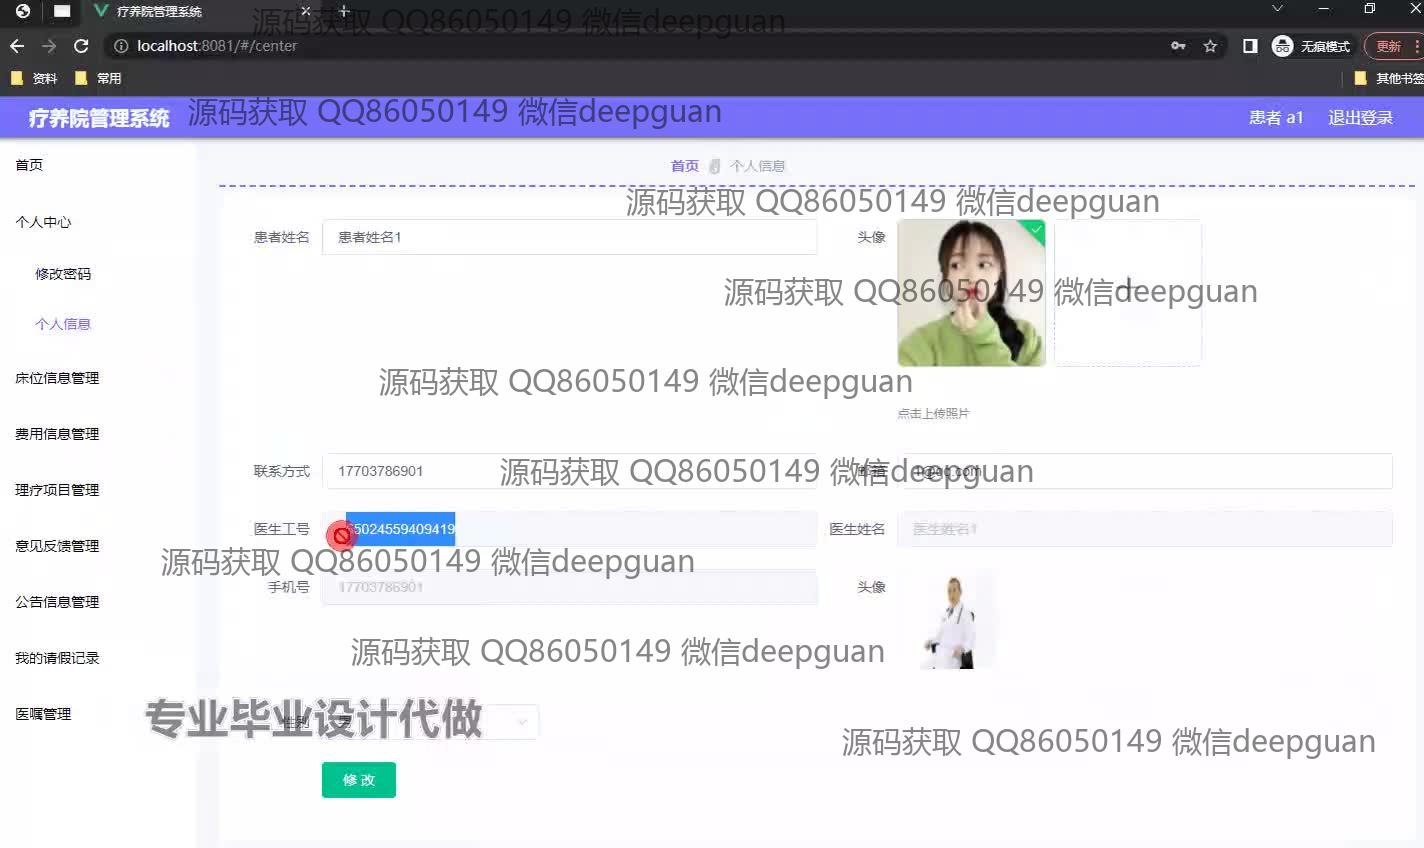 疗养院管理系统
源码获取 QQ86050149 微信deepguan
localhost:8081/#/center
无痕模式
更新
资料
常用
其他书签
疗养院管理系统
源码获取 QQ86050149 微信deepguan
患者 a1
退出登录
首页
首页
个人信息
源码获取 QQ86050149 微信deepguan
个人中心
患者姓名
患者姓名1
头像
修改密码
源码获取 QQ86050149 微信deepguan
个人信息
床位信息管理
源码获取 QQ86050149 微信deepguan
点击上传照片
费用信息管理
联系方式
17703786901
源码获取 QQ86050149 微信deepguan
理疗项目管理
医生工号
65024559409419
医生姓名
医生姓名1
意见反馈管理
源码获取 QQ86050149 微信deepguan
手机号
17703786901
头像
公告信息管理
源码获取 QQ86050149 微信deepguan
我的请假记录
医嘱管理
专业毕业设计代做
性别
男
源码获取 QQ86050149 微信deepguan
修改